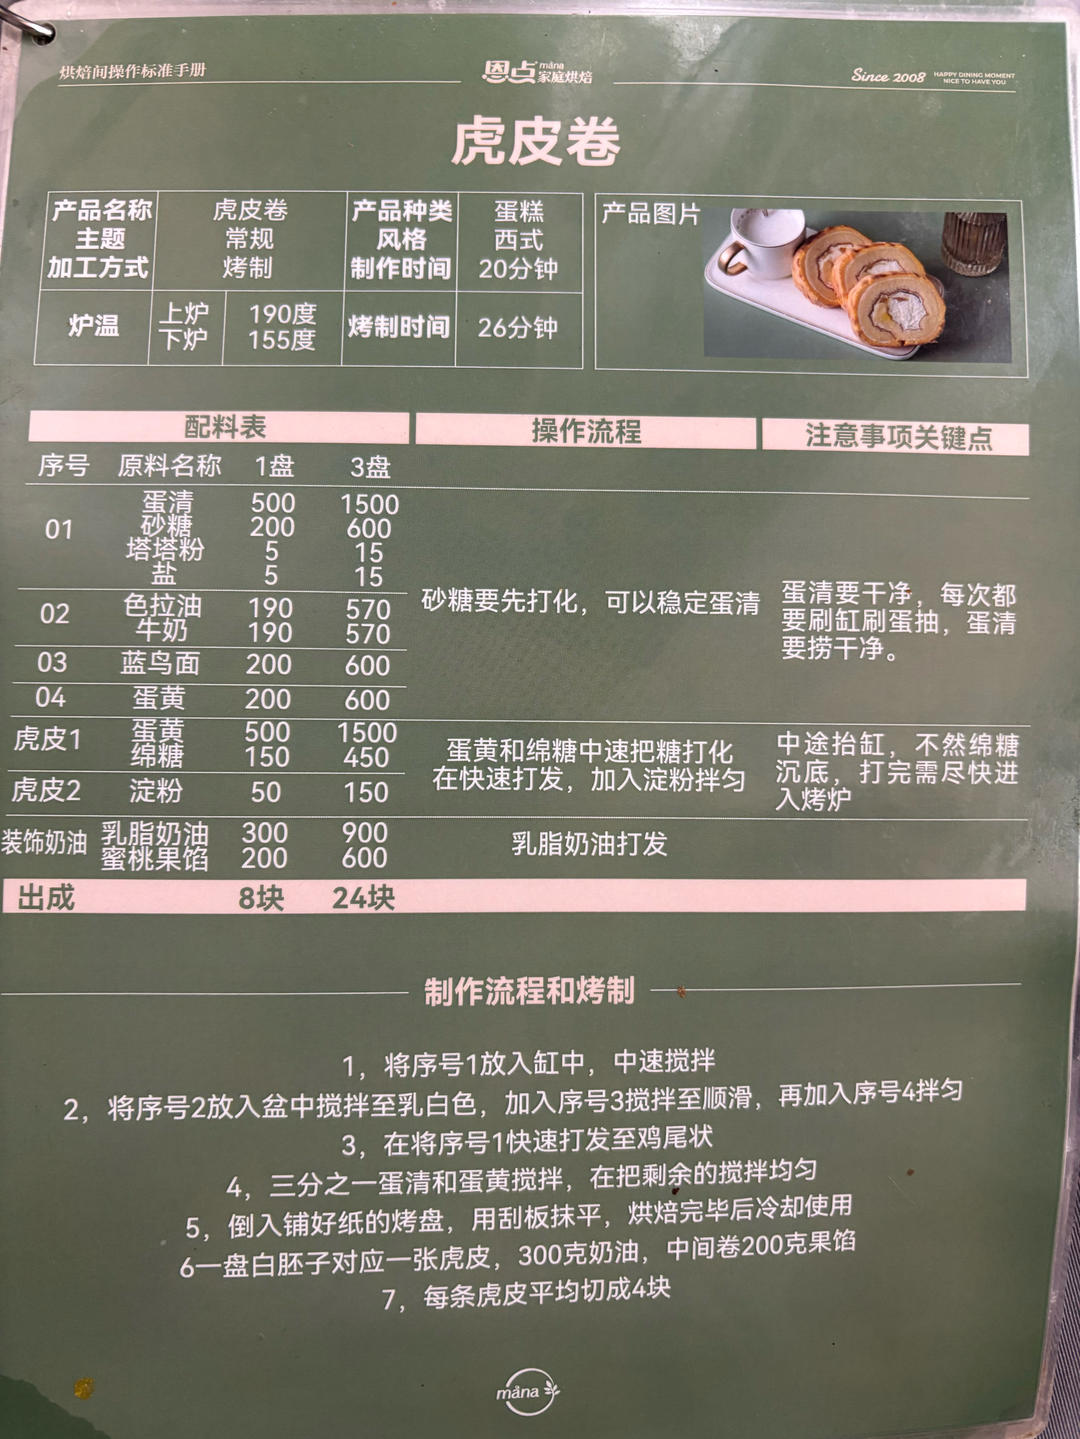 烘焙间操作标准手册
恩点 måna 家庭烘焙
Since 2008 HAPPY DINING MOMENT NICE TO HAVE YOU
虎皮卷
产品名称 虎皮卷 产品种类 蛋糕
主题 常规 风格 西式
加工方式 烤制 制作时间 20分钟
炉温 上炉 190度 烤制时间 26分钟
下炉 155度
产品图片
配料表 操作流程 注意事项关键点
序号 原料名称 1盘 3盘
01 蛋清 500 1500
砂糖 200 600
塔塔粉 5 15
盐 5 15
02 色拉油 190 570
牛奶 190 570
03 蓝鸟面 200 600
04 蛋黄 200 600
砂糖要先打化，可以稳定蛋清
蛋清要干净，每次都
要刷缸刷蛋抽，蛋清
要捞干净。
虎皮1 蛋黄 500 1500
绵糖 150 450
虎皮2 淀粉 50 150
蛋黄和绵糖中速把糖打化
在快速打发，加入淀粉拌匀
中途抬缸，不然绵糖
沉底，打完需尽快进
入烤炉
装饰奶油 乳脂奶油 300 900
蜜桃果馅 200 600
乳脂奶油打发
出成 8块 24块
制作流程和烤制
1，将序号1放入缸中，中速搅拌
2，将序号2放入盆中搅拌至乳白色，加入序号3搅拌至顺滑，再加入序号4拌匀
3，在将序号1快速打发至鸡尾状
4，三分之一蛋清和蛋黄搅拌，在把剩余的搅拌均匀
5，倒入铺好纸的烤盘，用刮板抹平，烘焙完毕后冷却使用
6一盘白胚子对应一张虎皮，300克奶油，中间卷200克果馅
7，每条虎皮平均切成4块
måna